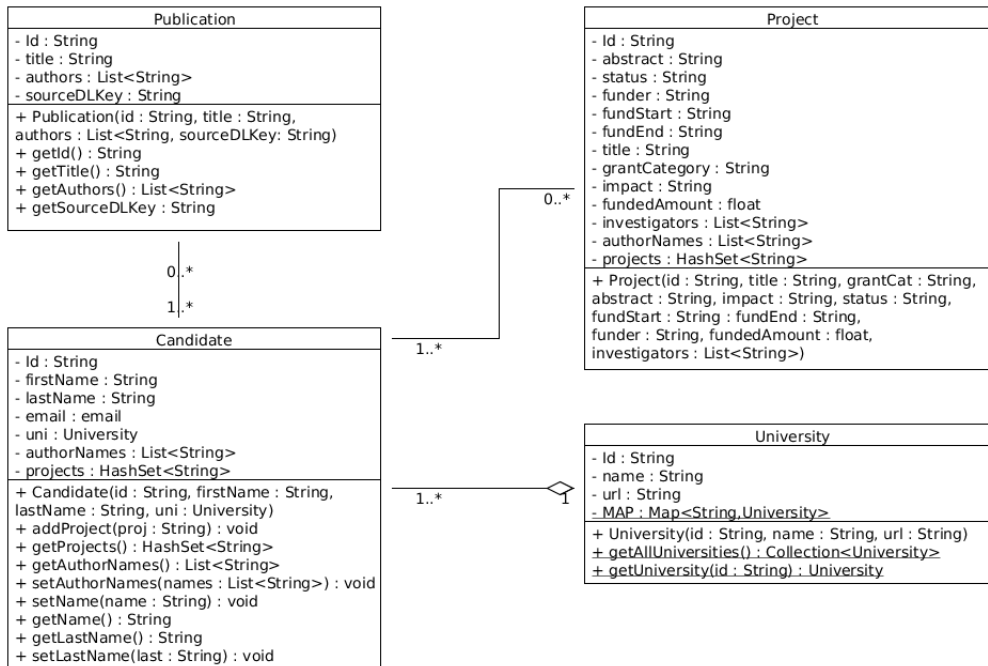 Publication
- Id : String
- title : String
- authors : List<String>
- sourceDLKey : String
+ Publication(id : String, title : String,
authors : List<String, sourceDLKey: String)
+ getId() : String
+ getTitle() : String
+ getAuthors() : List<String>
+ getSourceDLKey : String
0..*
1..*
Candidate
- Id : String
- firstName : String
- lastName : String
- email : email
- uni : University
- authorNames : List<String>
- projects : HashSet<String>
+ Candidate(id : String, firstName : String,
lastName : String, uni : University)
+ addProject(proj : String) : void
+ getProjects() : HashSet<String>
+ getAuthorNames() : List<String>
+ setAuthorNames(names : List<String>) : void
+ setName(name : String) : void
+ getName() : String
+ getLastName() : String
+ setLastName(last : String) : void
1..*
0..*
Project
- Id : String
- abstract : String
- status : String
- funder : String
- fundStart : String
- fundEnd : String
- title : String
- grantCategory : String
- impact : String
- fundedAmount : float
- investigators : List<String>
- authorNames : List<String>
- projects : HashSet<String>
+ Project(id : String, title : String, grantCat : String,
abstract : String, impact : String, status : String,
fundStart : String : fundEnd : String,
funder : String, fundedAmount : float,
investigators : List<String>)
1..*
1
University
- Id : String
- name : String
- url : String
- MAP : Map<String,University>
+ University(id : String, name : String, url : String)
+ getAllUniversities() : Collection<University>
+ getUniversity(id : String) : University